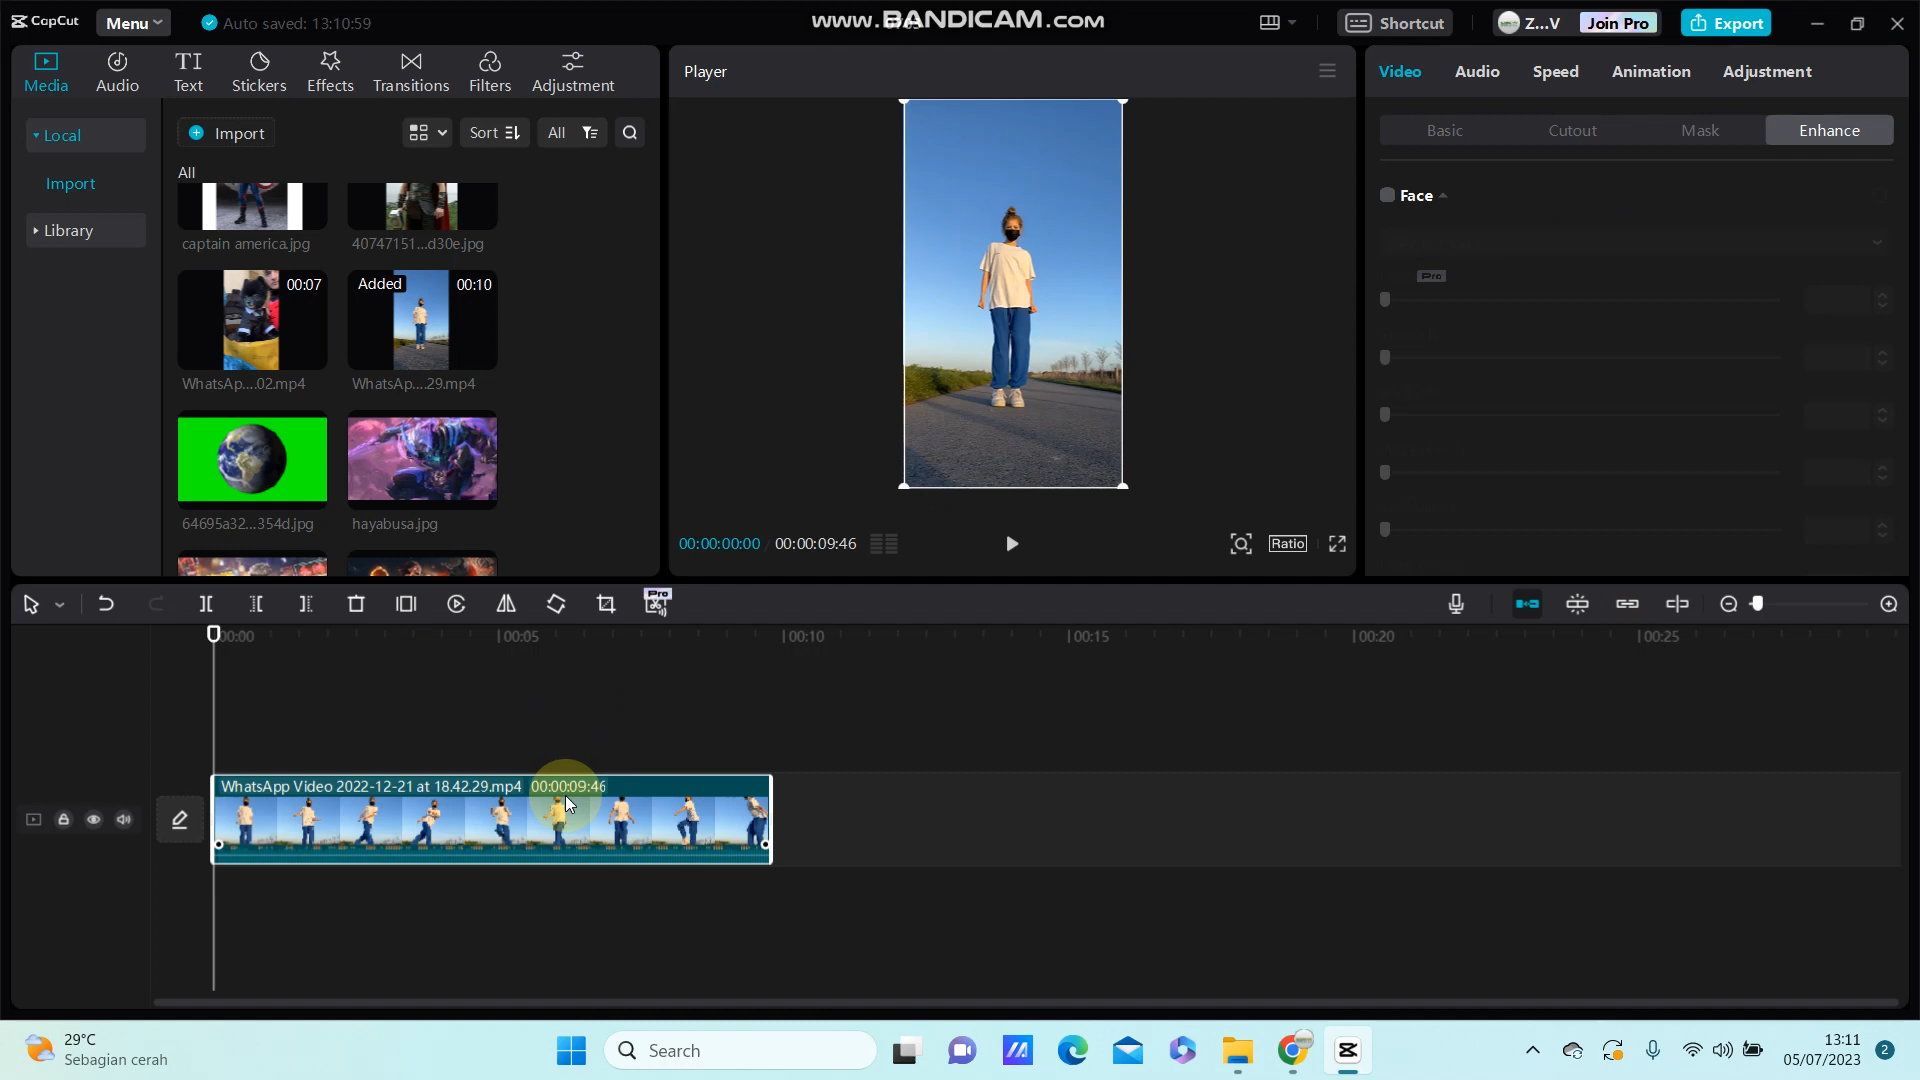 CapCut
Menu
Auto saved: 13:10:59
www.BANDICAM.com
Shortcut
Z...V
Join Pro
Export
Media
Audio
Text
Stickers
Effects
Transitions
Filters
Adjustment
Local
Import
Library
Import
Sort
All
All
captain america.jpg
40747151...d30e.jpg
00:07
WhatsAp....02.mp4
Added
00:10
WhatsAp....29.mp4
64695a32...354d.jpg
hayabusa.jpg
Player
00:00:00:00 / 00:00:09:46
Ratio
Video
Audio
Speed
Animation
Adjustment
Basic
Cutout
Mask
Enhance
Face
Pro
Pro
00:00
00:05
00:10
00:15
00:20
00:25
WhatsApp Video 2022-12-21 at 18.42.29.mp4 00:00:09:46
29°C
Sebagian cerah
Search
13:11
05/07/2023
2